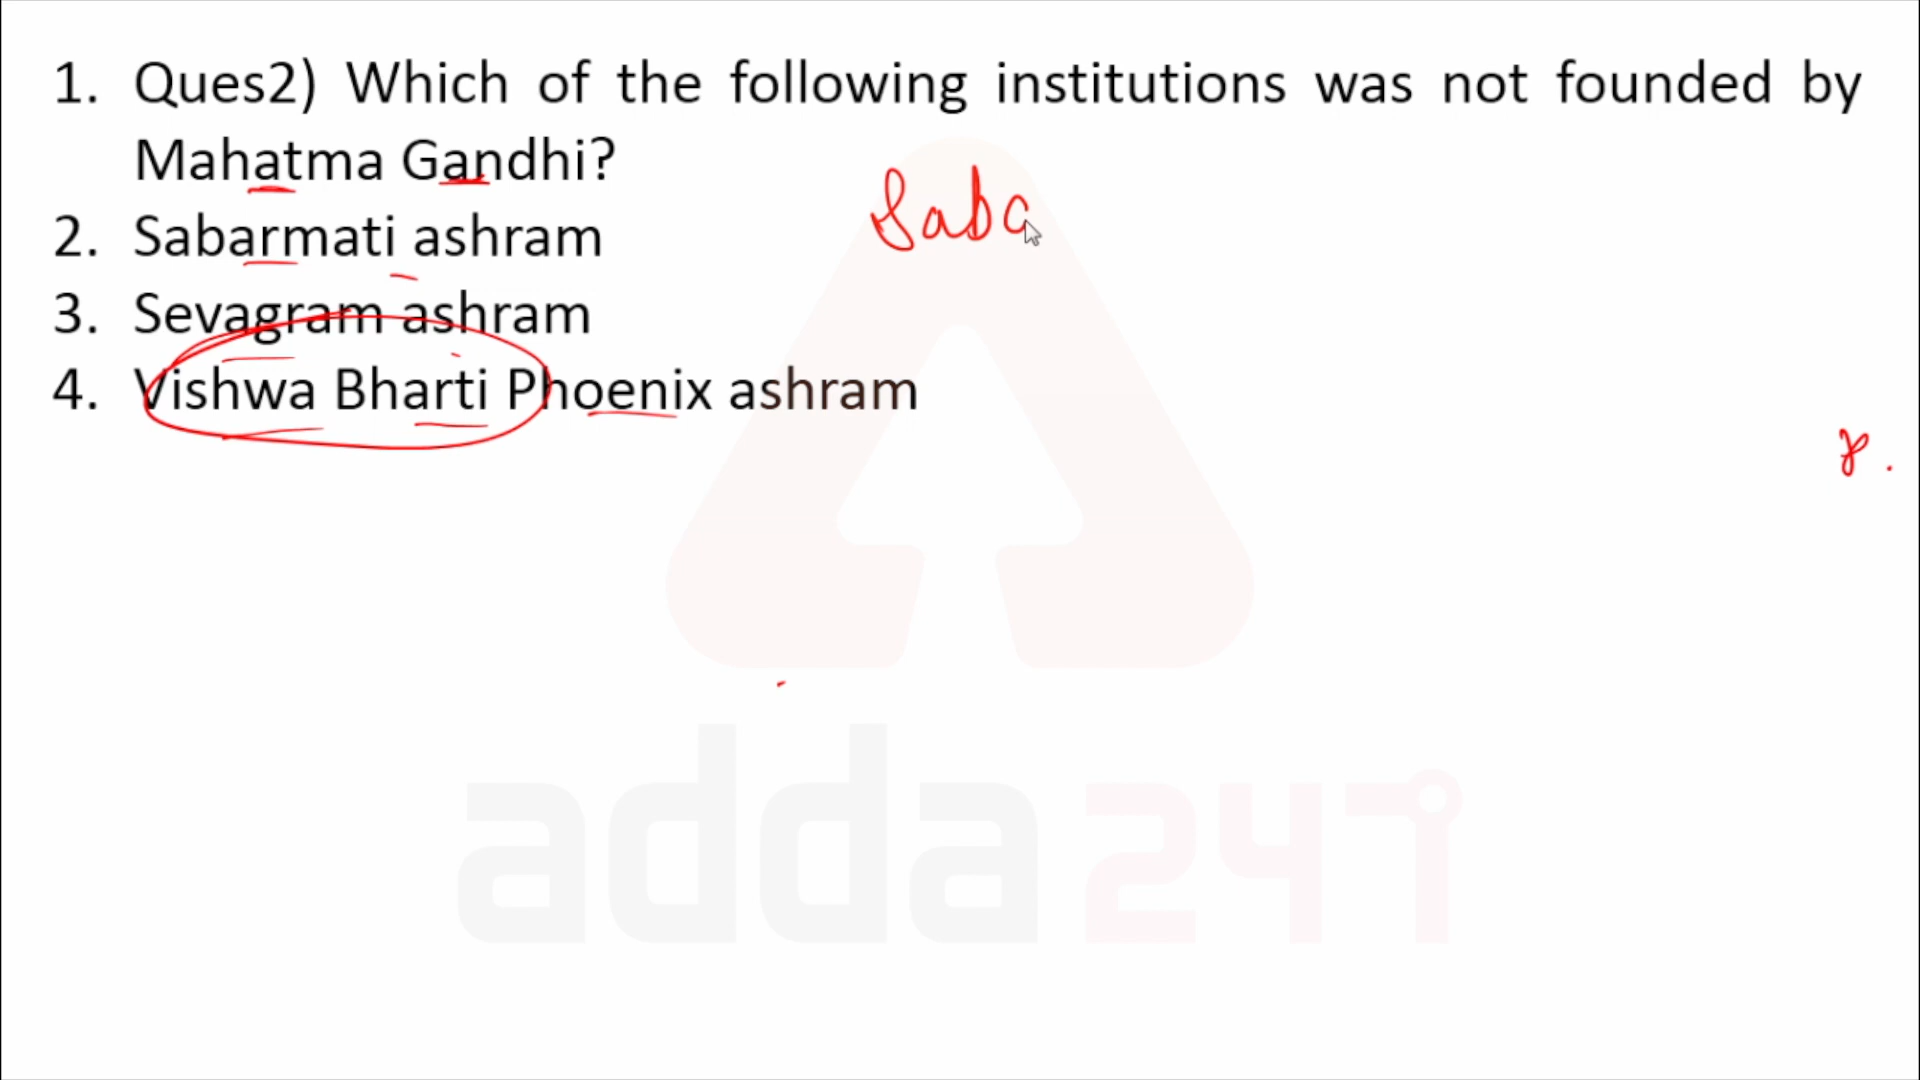 1. Ques2) Which of the following institutions was not founded by
Mahatma Gandhi?
Saba
2. Sabarmati ashram
3. Sevagram ashram
4. Vishwa Bharti Phoenix ashram
adda247